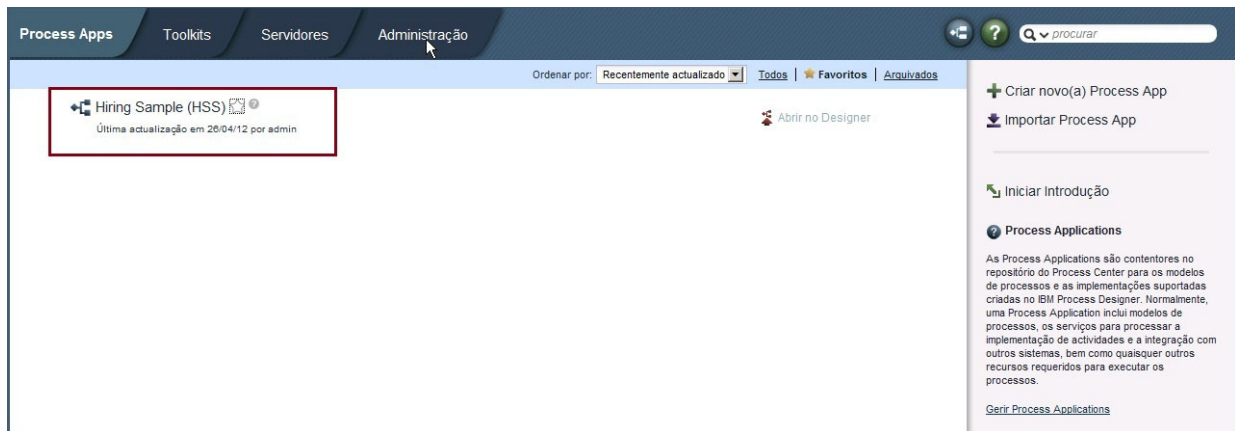 Process Apps
Toolkits
Servidores
Administração
procurar
Ordenar por:
Recentemente actualizado
Todos | Favoritos | Arquivados
Hiring Sample (HSS)
Última actualização em 26/04/12 por admin
Abrir no Designer
Criar novo(a) Process App
Importar Process App
Iniciar Introdução
Process Applications
As Process Applications são contentores no
repositório do Process Center para os modelos
de processos e as implementações suportadas
criadas no IBM Process Designer. Normalmente,
uma Process Application inclui modelos de
processos, os serviços para processar a
implementação de actividades e a integração com
outros sistemas, bem como quaisquer outros
recursos requeridos para executar os
processos.
Gerir Process Applications